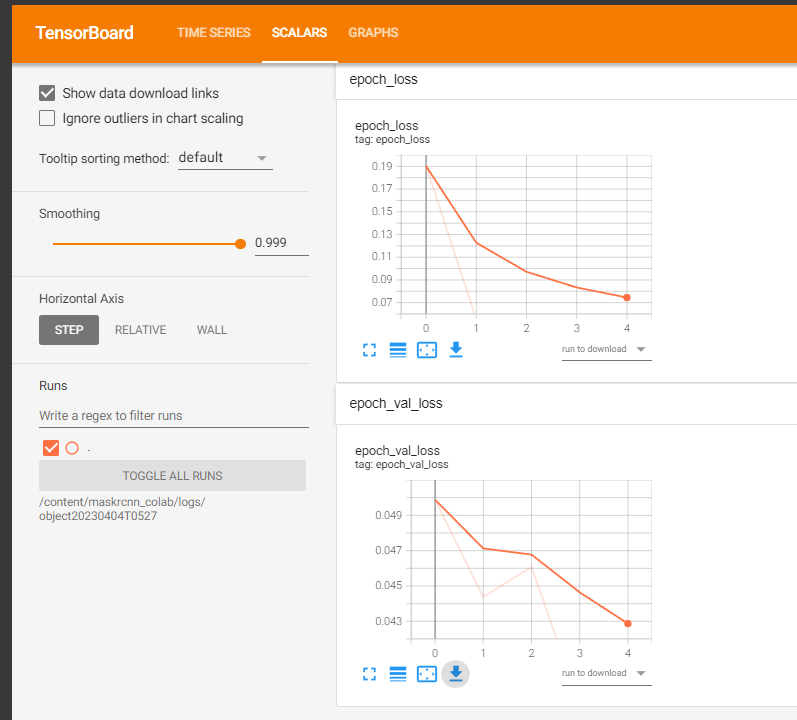 TensorBoard TIME SERIES SCALARS GRAPHS
Show data download links
Ignore outliers in chart scaling
Tooltip sorting method: default
Smoothing
0.999
Horizontal Axis
STEP RELATIVE WALL
Runs
Write a regex to filter runs
.
TOGGLE ALL RUNS
/content/maskrcnn_colab/logs/
object20230404T0527
epoch_loss
epoch_loss
tag: epoch_loss
0.19
0.17
0.15
0.13
0.11
0.09
0.07
0 1 2 3 4
run to download
epoch_val_loss
epoch_val_loss
tag: epoch_val_loss
0.049
0.047
0.045
0.043
0 1 2 3 4
run to download